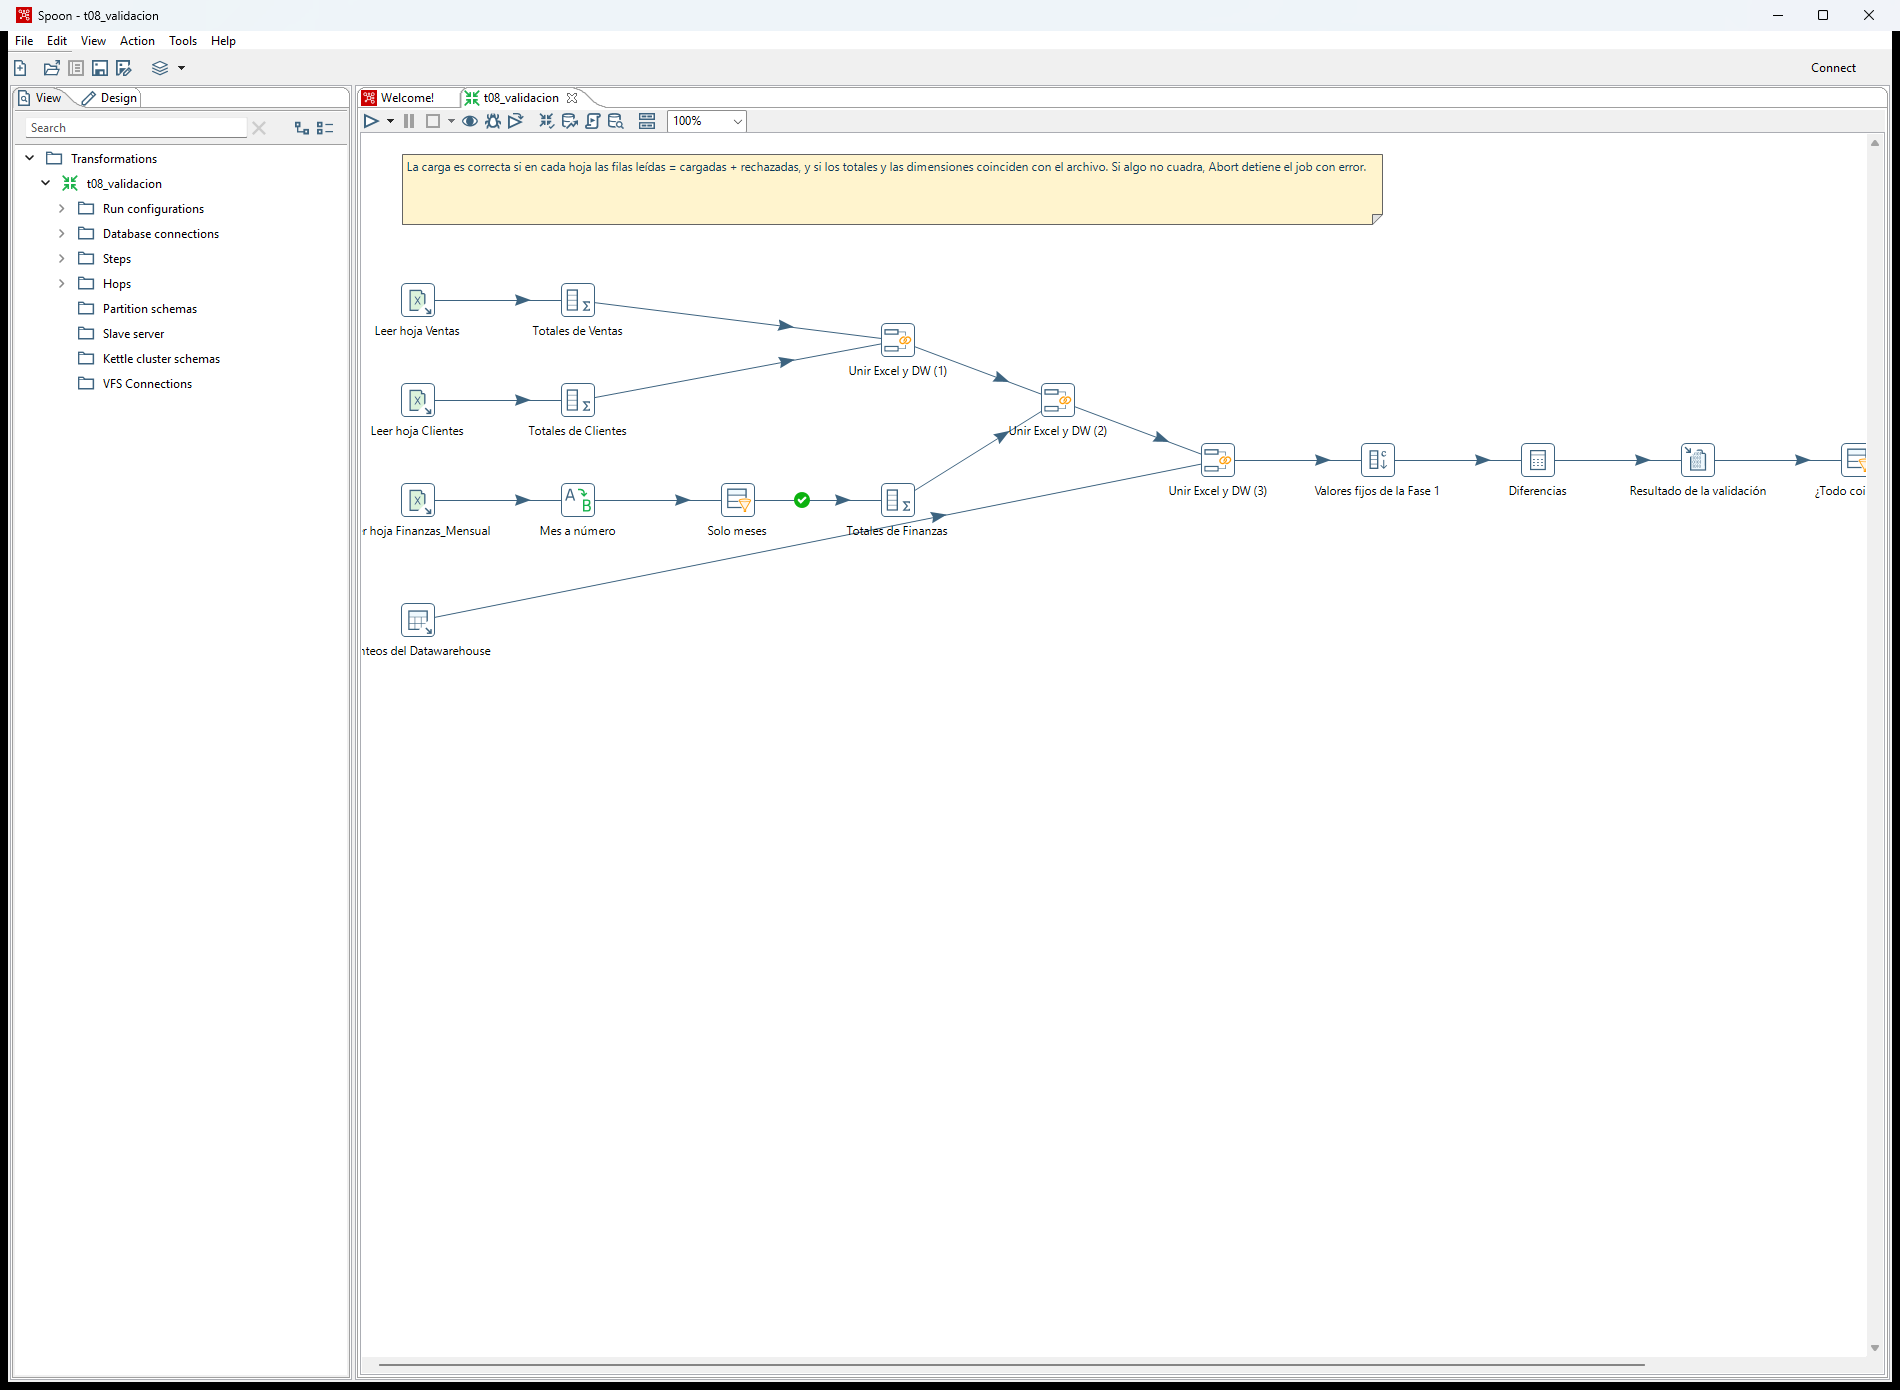 Spoon - t08_validacion
File Edit View Action Tools Help
Connect
View Design
Welcome! t08_validacion
Search
100%
Transformations
t08_validacion
Run configurations
Database connections
Steps
Hops
Partition schemas
Slave server
Kettle cluster schemas
VFS Connections
La carga es correcta si en cada hoja las filas leídas = cargadas + rechazadas, y si los totales y las dimensiones coinciden con el archivo. Si algo no cuadra, Abort detiene el job con error.
Leer hoja Ventas
Totales de Ventas
Unir Excel y DW (1)
Leer hoja Clientes
Totales de Clientes
Unir Excel y DW (2)
Unir Excel y DW (3)
Valores fijos de la Fase 1
Diferencias
Resultado de la validación
¿Todo coi
r hoja Finanzas_Mensual
Mes a número
Solo meses
Totales de Finanzas
nteos del Datawarehouse